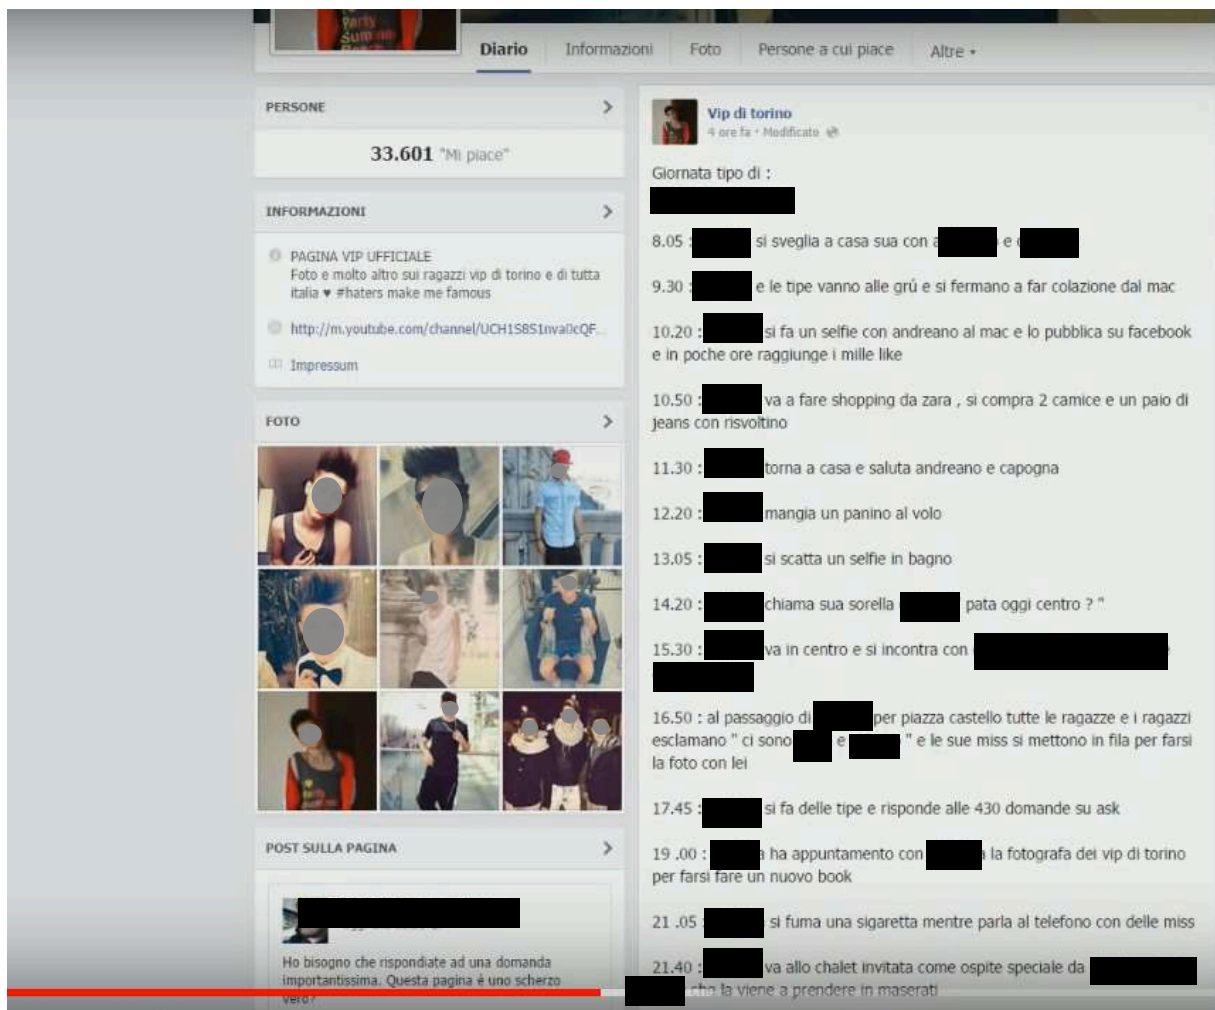 Party
Summer
Diario
Informazioni
Foto
Persone a cui piace
Altre
PERSONE
33.601 "Mi piace"
INFORMAZIONI
PAGINA VIP UFFICIALE
Foto e molto altro sui ragazzi vip di torino e di tutta
italia ♥ #haters make me famous
http://m.youtube.com/channel/
Impressum
FOTO
POST SULLA PAGINA
Ho bisogno che rispondiate ad una domanda
importantissima. Questa pagina é uno scherzo
vero?
Vip di torino
4 ore fa · Modificato
Giornata tipo di :
8.05 : si sveglia a casa sua con a e
9.30 : e le tipe vanno alle grú e si fermano a far colazione dal mac
10.20 : si fa un selfie con andreano al mac e lo pubblica su facebook
e in poche ore raggiunge i mille like
10.50 : va a fare shopping da zara , si compra 2 camice e un paio di
jeans con risvoltino
11.30 : torna a casa e saluta andreano e capogna
12.20 : mangia un panino al volo
13.05 : si scatta un selfie in bagno
14.20 : chiama sua sorella pata oggi centro ? "
15.30 : va in centro e si incontra con e
16.50 : al passaggio di per piazza castello tutte le ragazze e i ragazzi
esclamano " ci sono e " e le sue miss si mettono in fila per farsi
la foto con lei
17.45 : si fa delle tipe e risponde alle 430 domande su ask
19 .00 : a ha appuntamento con a la fotografa dei vip di torino
per farsi fare un nuovo book
21 .05 : si fuma una sigaretta mentre parla al telefono con delle miss
21.40 : va allo chalet invitata come ospite speciale da
che la viene a prendere in maserati